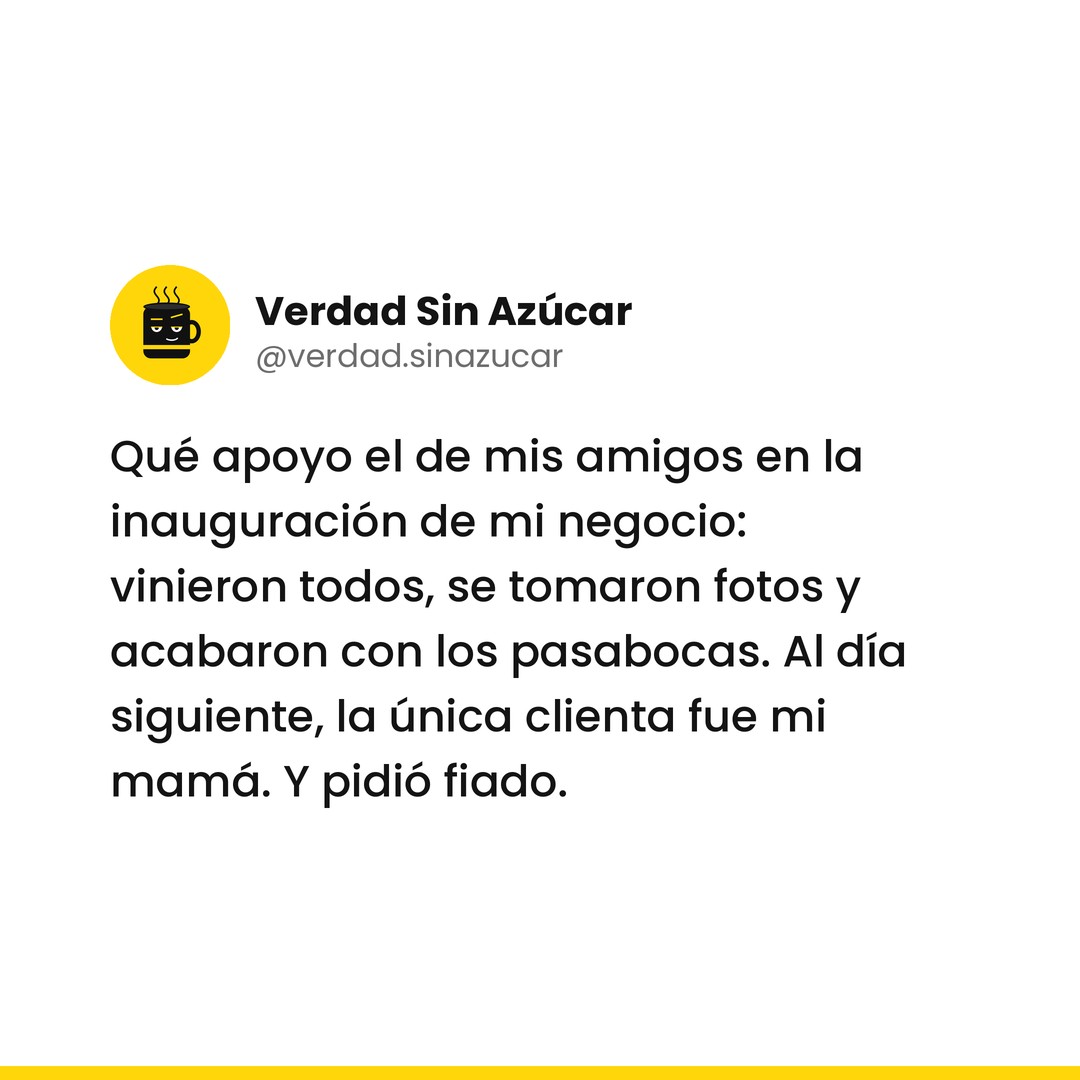 Verdad Sin Azúcar
@verdad.sinazucar
Qué apoyo el de mis amigos en la
inauguración de mi negocio:
vinieron todos, se tomaron fotos y
acabaron con los pasabocas. Al día
siguiente, la única clienta fue mi
mamá. Y pidió fiado.